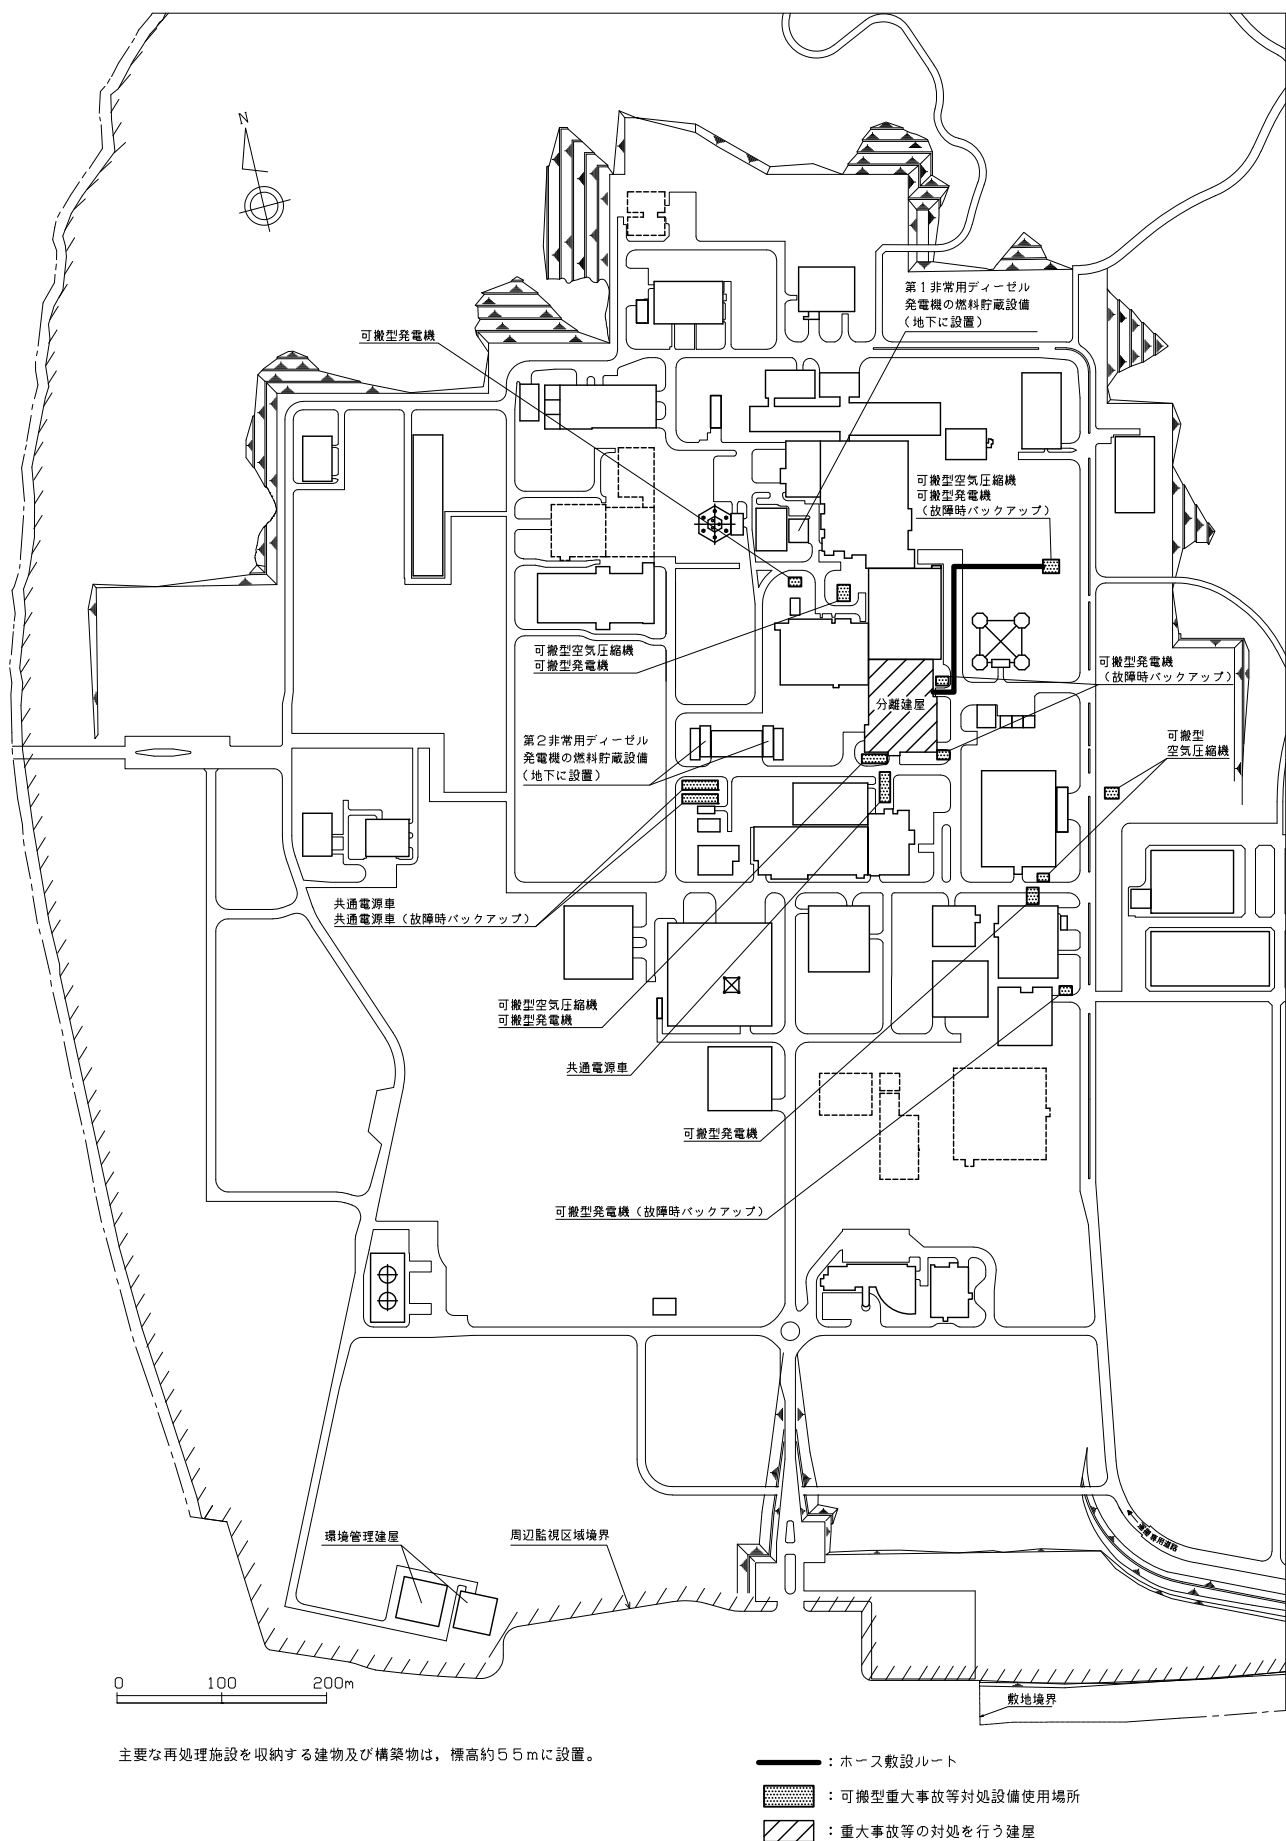 N
第1非常用ディーゼル
発電機の燃料貯蔵設備
（地下に設置）
可搬型発電機
可搬型空気圧縮機
可搬型発電機
（故障時バックアップ）
可搬型空気圧縮機
可搬型発電機
可搬型発電機
（故障時バックアップ）
分離建屋
可搬型
空気圧縮機
第2非常用ディーゼル
発電機の燃料貯蔵設備
（地下に設置）
共通電源車
共通電源車（故障時バックアップ）
可搬型空気圧縮機
可搬型発電機
共通電源車
可搬型発電機
可搬型発電機（故障時バックアップ）
環境管理建屋
周辺監視区域境界
運搬専用道路
0 100 200m
敷地境界
主要な再処理施設を収納する建物及び構築物は，標高約55mに設置。
：ホース敷設ルート
：可搬型重大事故等対処設備使用場所
：重大事故等の対処を行う建屋